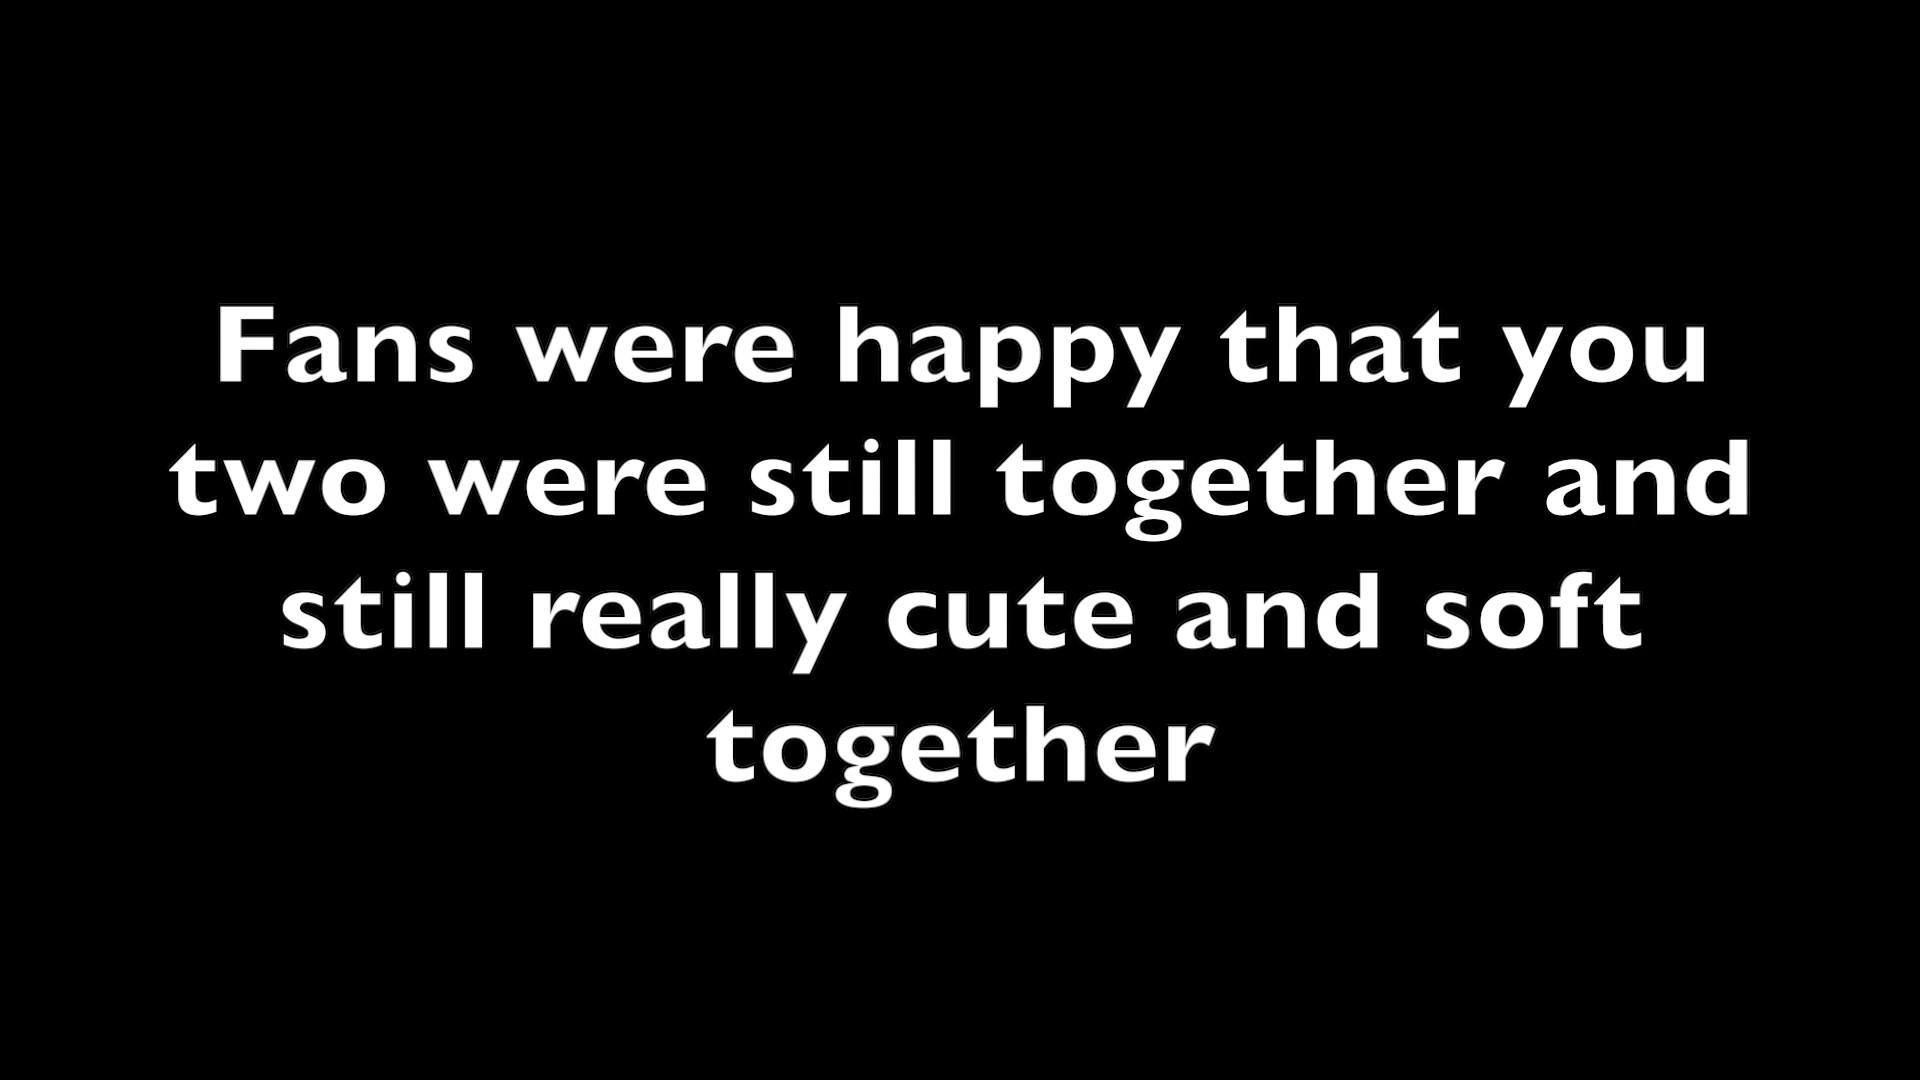 Fans were happy that you
two were still together and
still really cute and soft
together